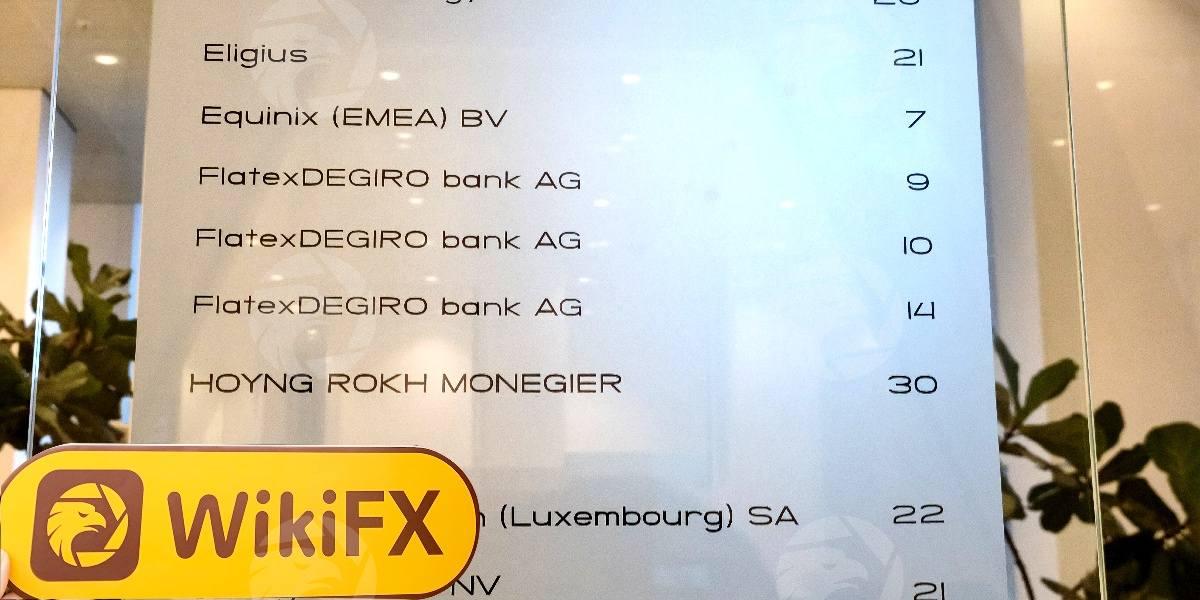 Eligius 21
Equinix (EMEA) BV 7
FlatexDEGIRO bank AG 9
FlatexDEGIRO bank AG 10
FlatexDEGIRO bank AG 14
HOYNG ROKH MONEGIER 30
(Luxembourg) SA 22
WikiFX
NV 21